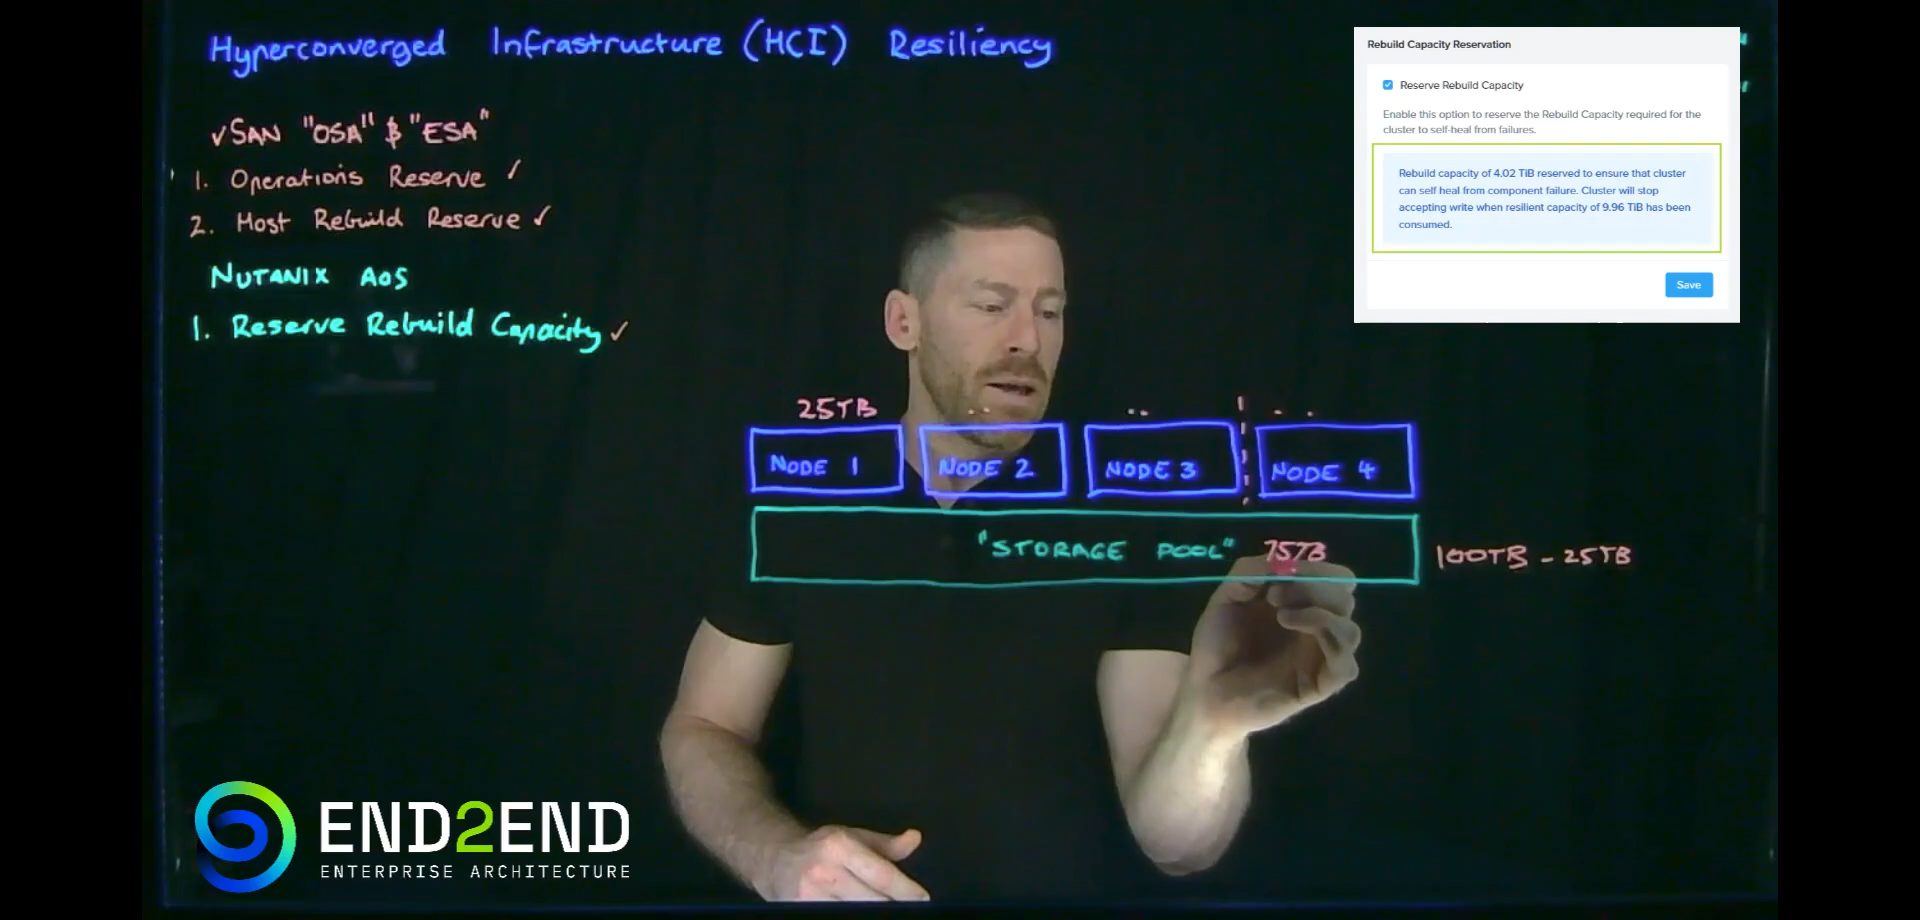 Hyperconverged Infrastructure (HCI) Resiliency
vSAN "OSA" & "ESA"
1. Operations Reserve ✓
2. Host Rebuild Reserve ✓
NUTANIX AOS
1. Reserve Rebuild Capacity ✓
Rebuild Capacity Reservation
Reserve Rebuild Capacity
Enable this option to reserve the Rebuild Capacity required for the
cluster to self-heal from failures.
Rebuild capacity of 4.02 TiB reserved to ensure that cluster
can self heal from component failure. Cluster will stop
accepting write when resilient capacity of 9.96 TiB has been
consumed.
Save
25TB
NODE 1 NODE 2 NODE 3 NODE 4
"STORAGE POOL" 75TB 100TB - 25TB
END2END
ENTERPRISE ARCHITECTURE